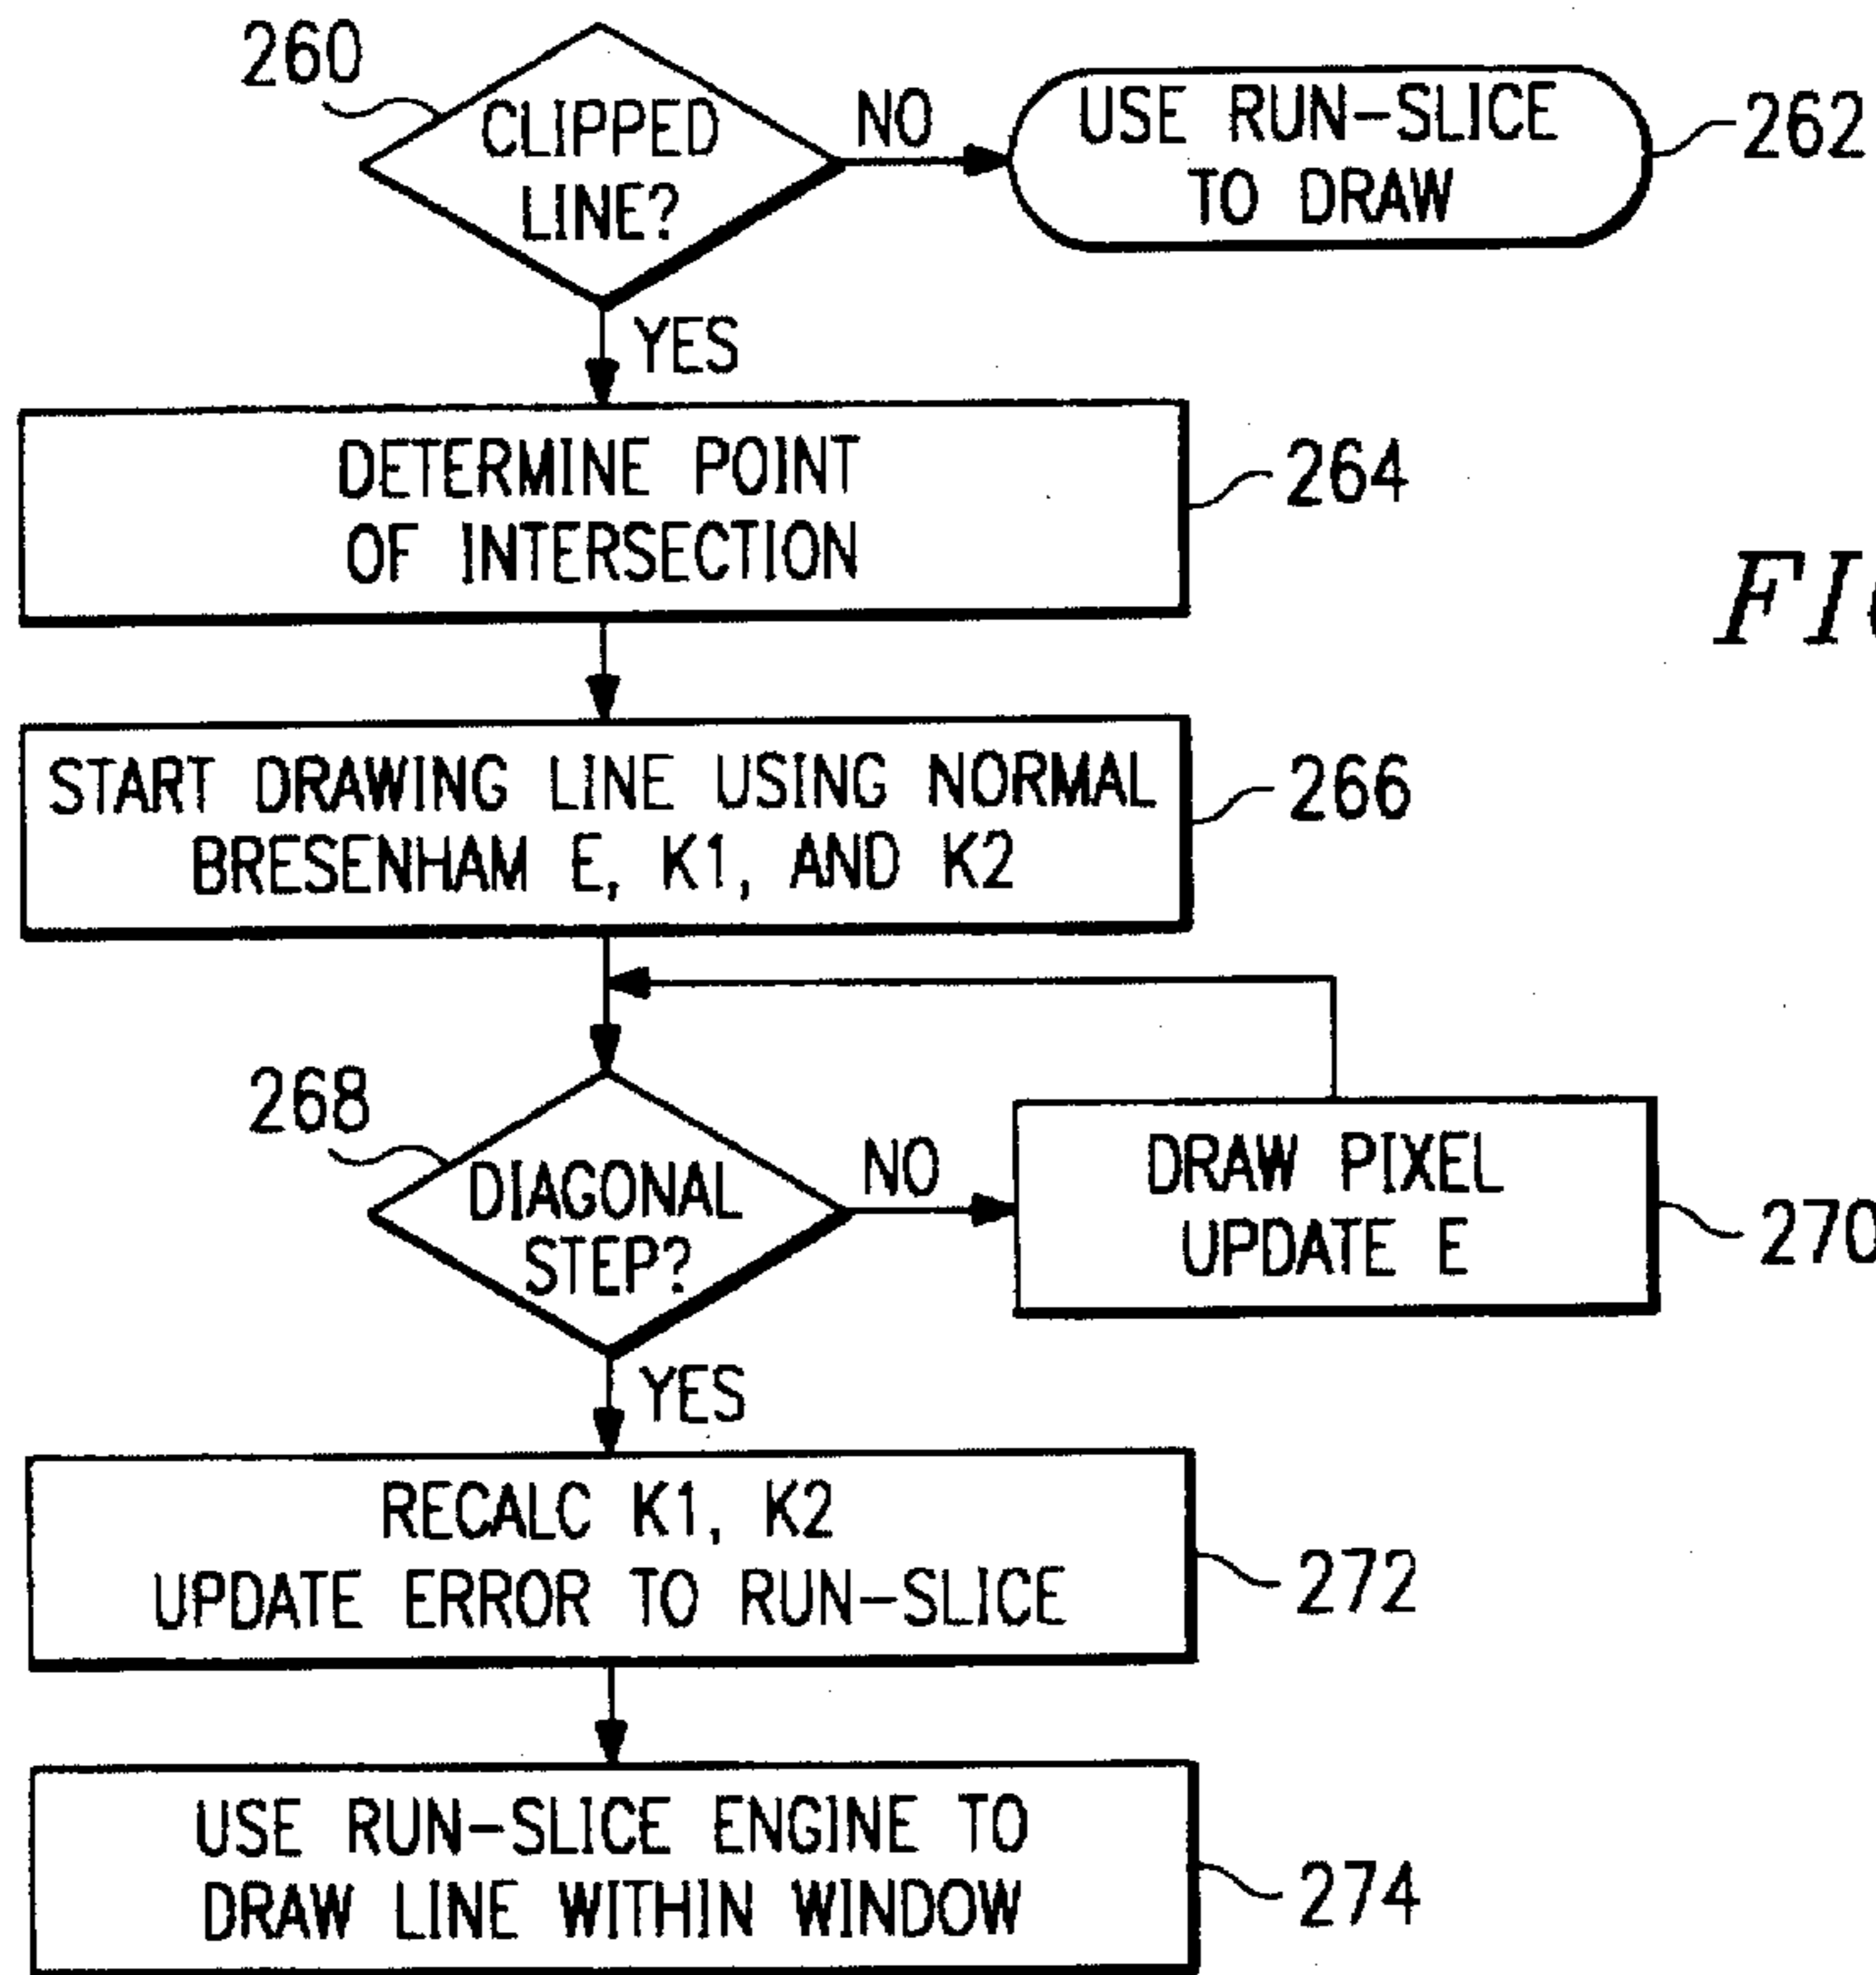 260
CLIPPED
LINE?
NO
USE RUN-SLICE
TO DRAW
262
YES
DETERMINE POINT
OF INTERSECTION
264
START DRAWING LINE USING NORMAL
BRESENHAM E, K1, AND K2
266
268
DIAGONAL
STEP?
NO
DRAW PIXEL
UPDATE E
270
YES
RECALC K1, K2
UPDATE ERROR TO RUN-SLICE
272
USE RUN-SLICE ENGINE TO
DRAW LINE WITHIN WINDOW
274